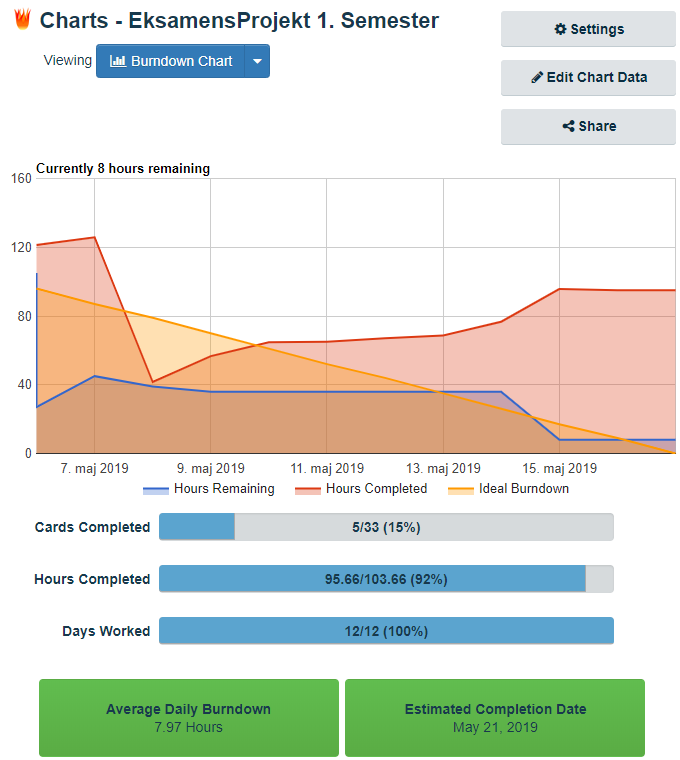 Charts - EksamensProjekt 1. Semester
Settings
Viewing Burndown Chart
Edit Chart Data
Share
Currently 8 hours remaining
160
120
80
40
0
7. maj 2019 9. maj 2019 11. maj 2019 13. maj 2019 15. maj 2019
Hours Remaining Hours Completed Ideal Burndown
Cards Completed 5/33 (15%)
Hours Completed 95.66/103.66 (92%)
Days Worked 12/12 (100%)
Average Daily Burndown
7.97 Hours
Estimated Completion Date
May 21, 2019